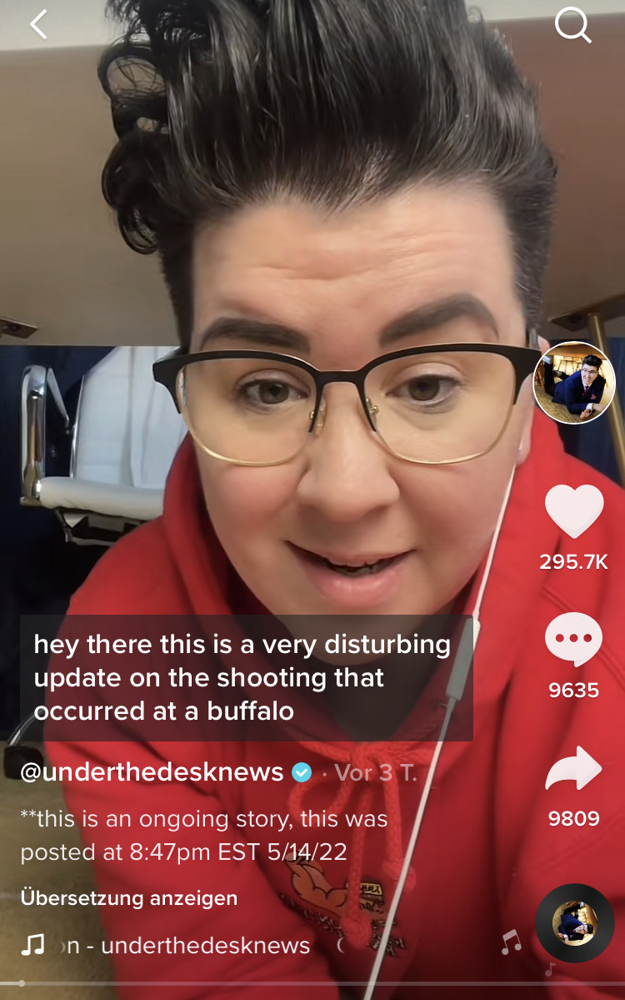 295.7K
hey there this is a very disturbing
update on the shooting that
occurred at a buffalo
9635
@underthedesknews · Vor 3 T.
**this is an ongoing story, this was
posted at 8:47pm EST 5/14/22
9809
Übersetzung anzeigen
n - underthedesknews